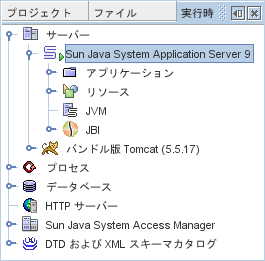 プロジェクト ファイル 実行時
サーバー
Sun Java System Application Server 9
アプリケーション
リソース
JVM
JBI
バンドル版 Tomcat (5.5.17)
プロセス
データベース
HTTP サーバー
Sun Java System Access Manager
DTD および XML スキーマカタログ